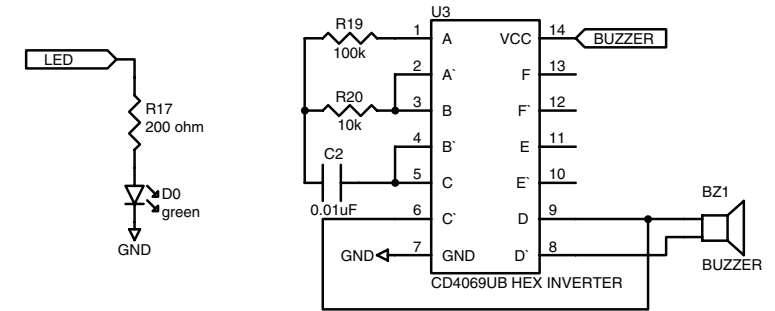 LED
R17
200 ohm
D0
green
GND
U3
R19
100k
1 A VCC 14 BUZZER
2 A` F 13
R20
10k
3 B F` 12
4 B` E 11
C2
0.01uF
5 C E` 10
6 C` D 9
GND 7 GND D` 8
CD4069UB HEX INVERTER
BZ1
BUZZER